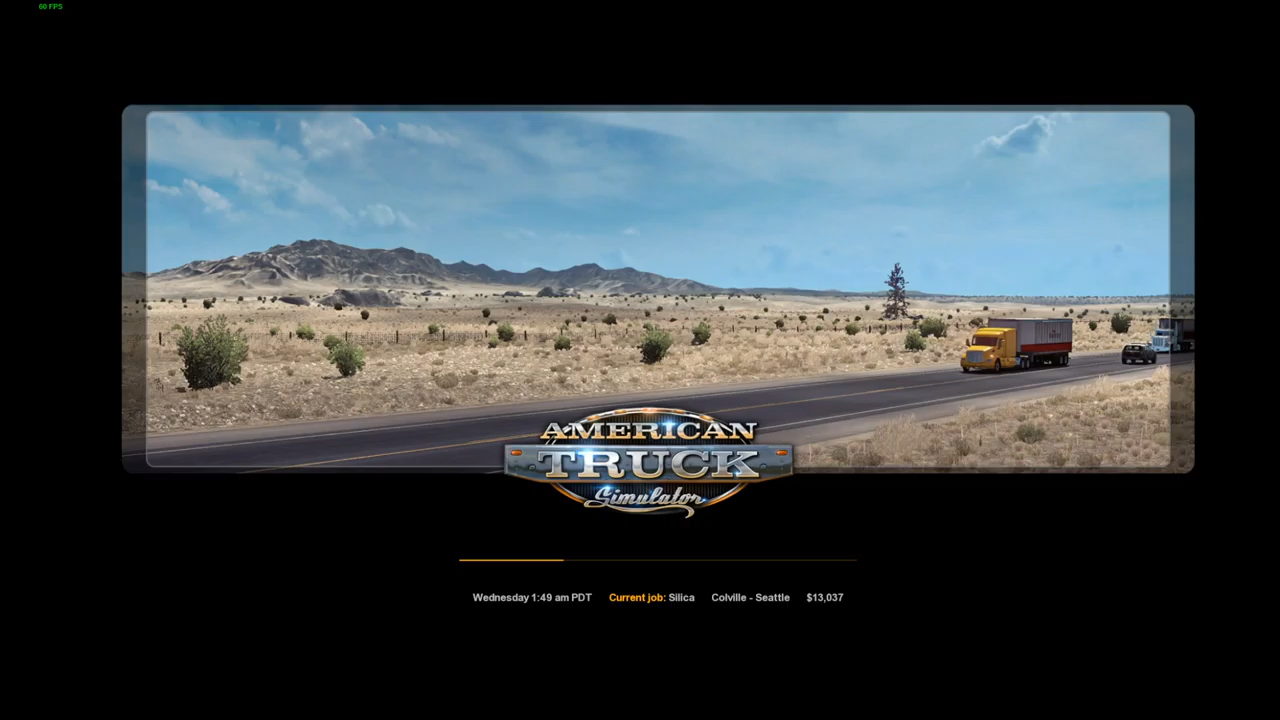 60 FPS
AMERICAN
TRUCK
Simulator
Wednesday 1:49 am PDT Current job: Silica Colville - Seattle $13,037